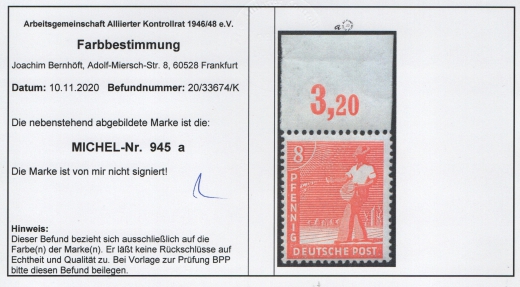 Arbeitsgemeinschaft Alliierter Kontrollrat 1946/48 e.V.
Farbbestimmung
Joachim Bernhöft, Adolf-Miersch-Str. 8, 60528 Frankfurt
Datum: 10.11.2020 Befundnummer: 20/33674/K
Die nebenstehend abgebildete Marke ist die:
MICHEL-Nr. 945 a
Die Marke ist von mir nicht signiert!
Hinweis:
Dieser Befund bezieht sich ausschließlich auf die
Farbe(n) der Marke(n). Er läßt keine Rückschlüsse auf
Echtheit und Qualität zu. Bei Vorlage zur Prüfung BPP
bitte diesen Befund beilegen.
a
3,20
8
PFENNIG
DEUTSCHE POST